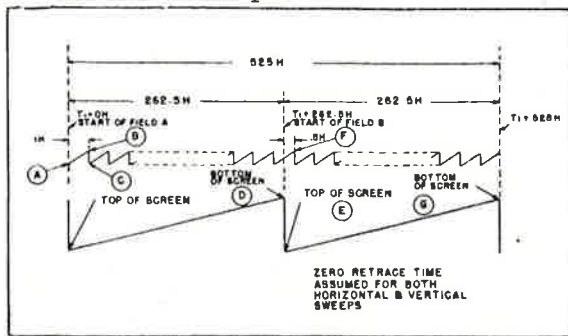 525H
262.5H 262.5H
T1+0H
START OF FIELD A
T1+262.5H
START OF FIELD B
T1+525H
1H
B
F
.5H
A
C
BOTTOM
OF SCREEN
D
BOTTOM
OF SCREEN
TOP OF SCREEN
TOP OF SCREEN
E
G
ZERO RETRACE TIME
ASSUMED FOR BOTH
HORIZONTAL & VERTICAL
SWEEPS